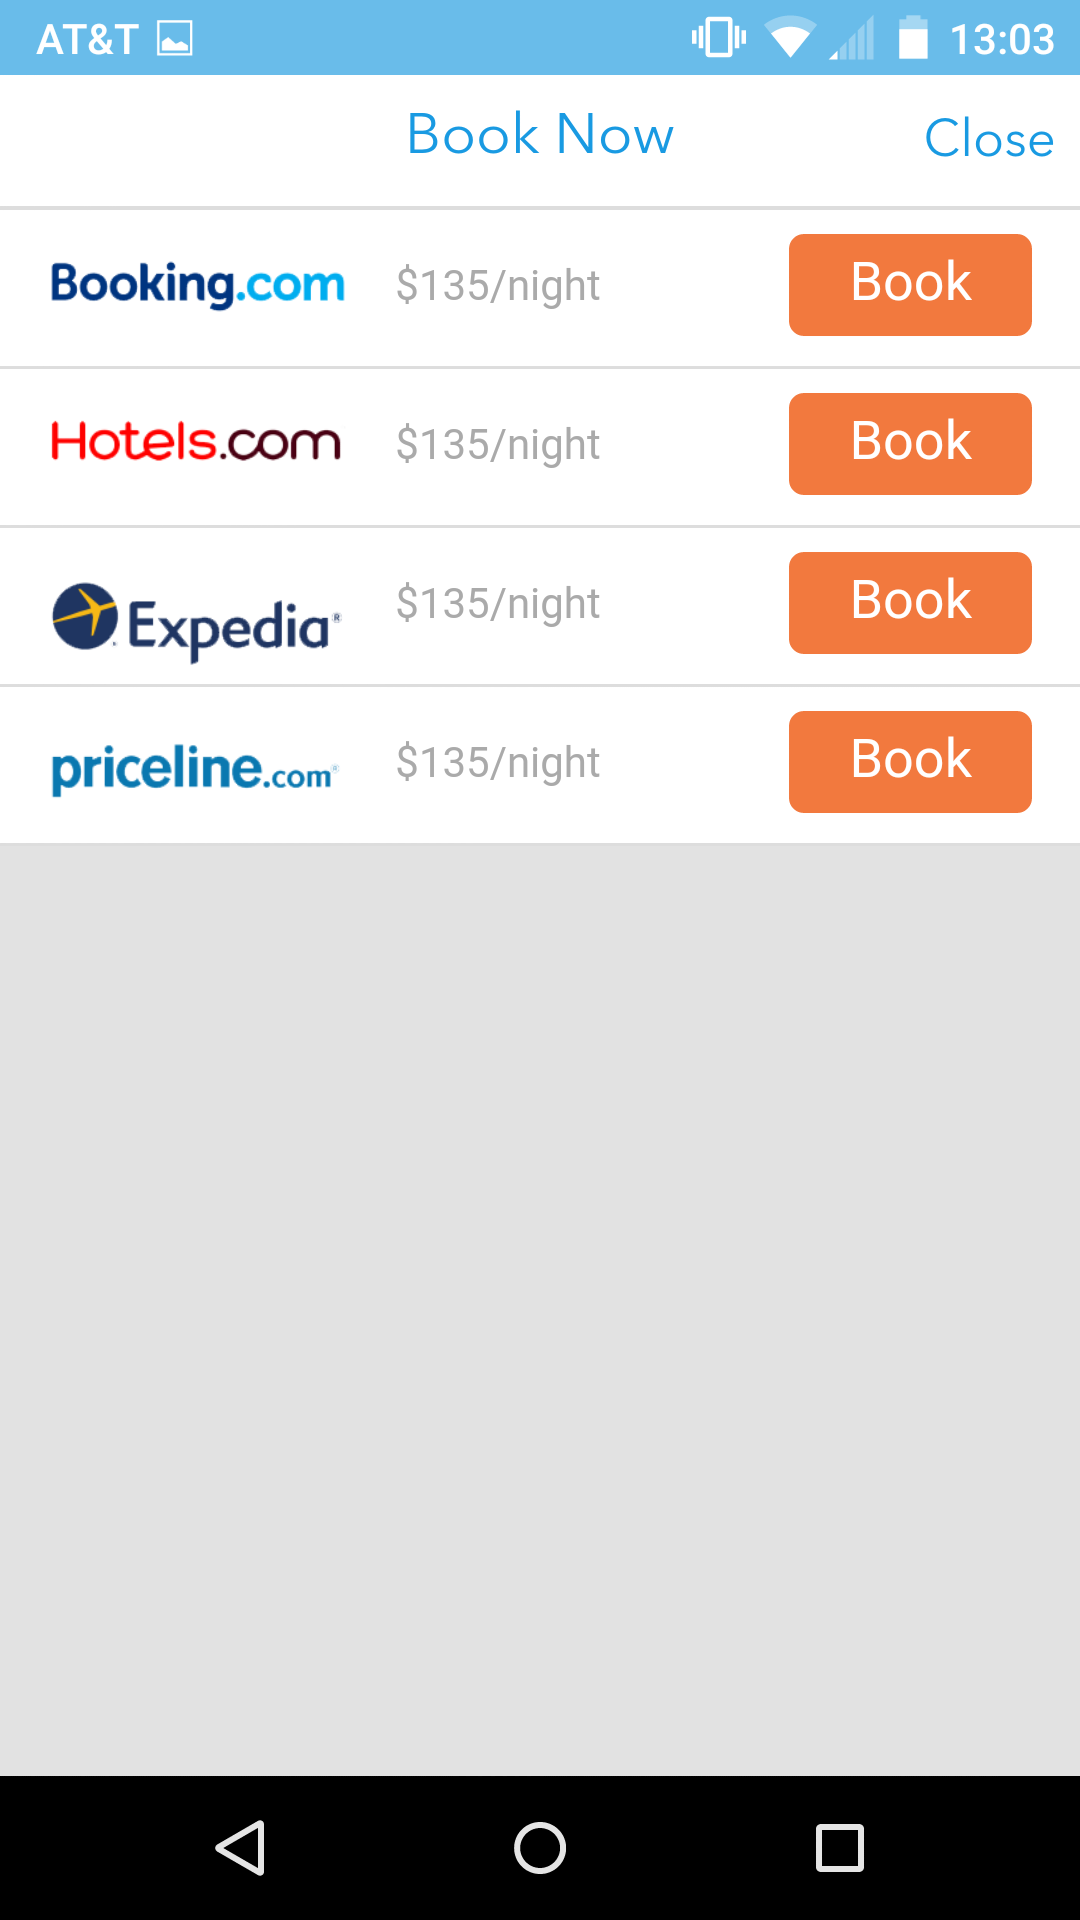 AT&T 13:03
Book Now Close
Booking.com $135/night Book
Hotels.com $135/night Book
Expedia® $135/night Book
priceline.com® $135/night Book